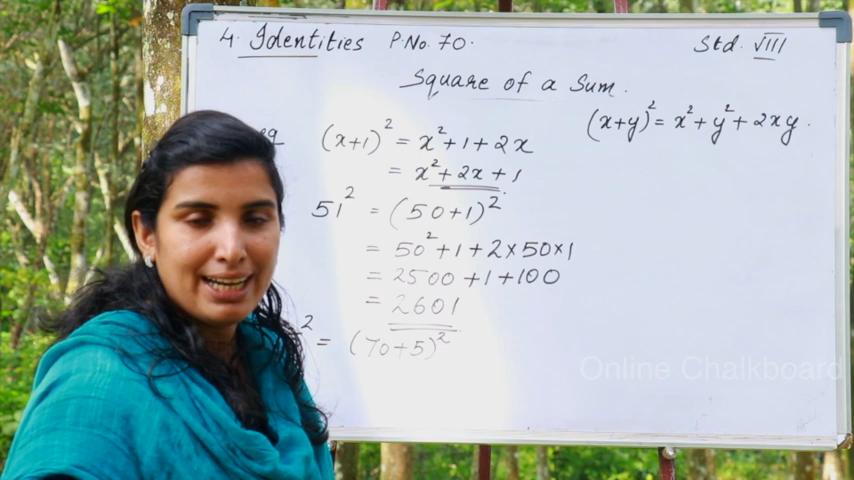 4. Identities P.No. 70. Std. VIII
Square of a Sum.
(x+y)² = x² + y² + 2xy.
eg (x+1)² = x² + 1 + 2x
= x² + 2x + 1.
51² = (50+1)²
= 50² + 1 + 2×50×1
= 2500 + 1 + 100
= 2601
² = (70+5)²
Online Chalkboard